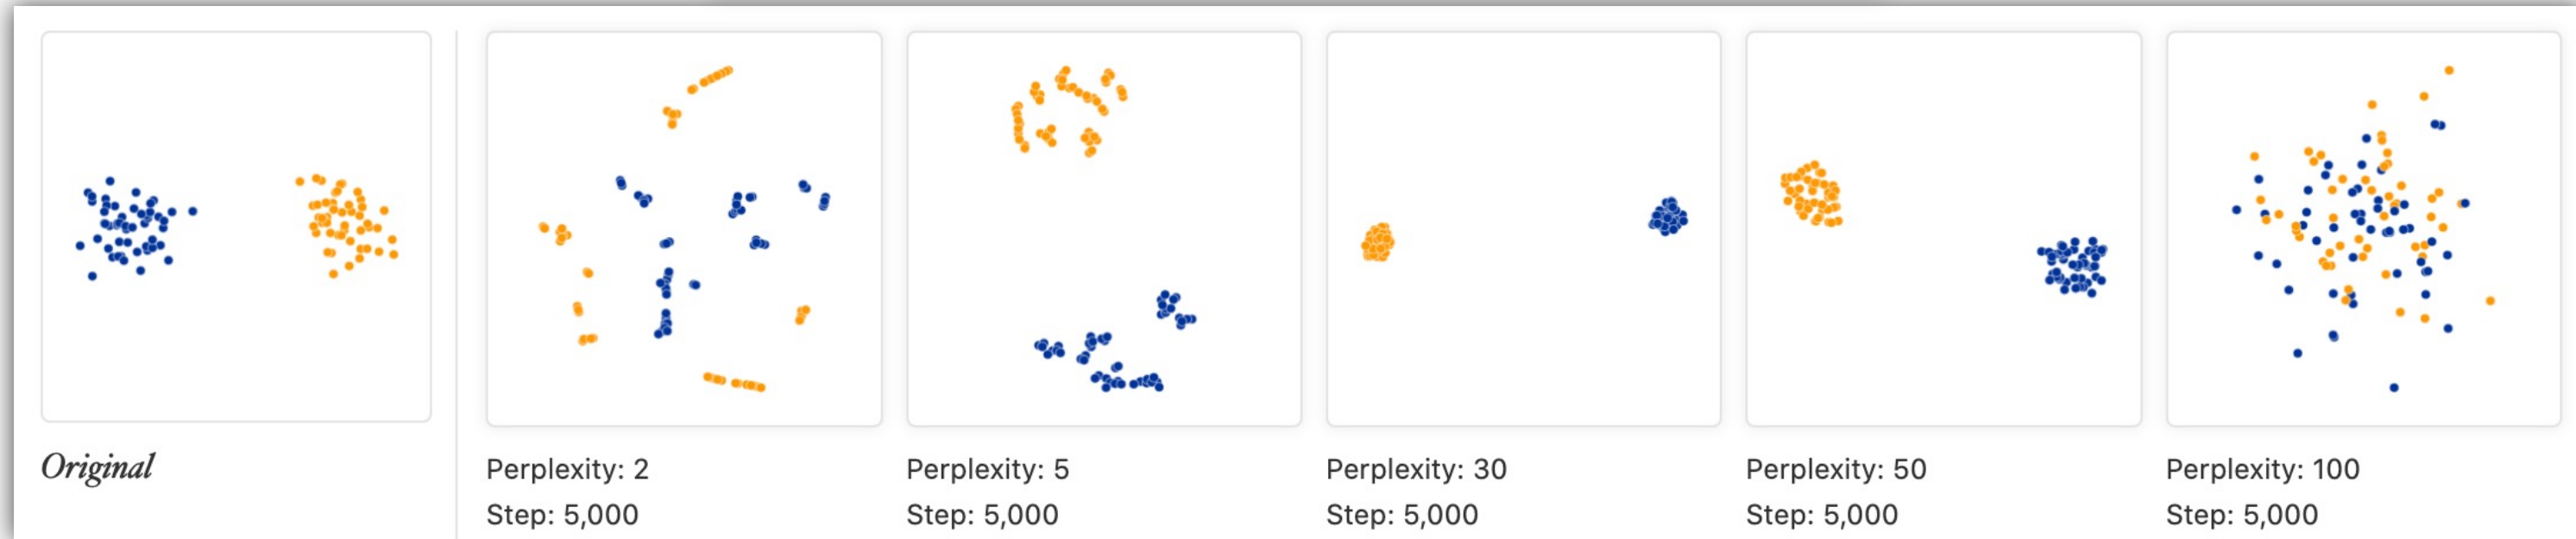 Original
Perplexity: 2
Step: 5,000
Perplexity: 5
Step: 5,000
Perplexity: 30
Step: 5,000
Perplexity: 50
Step: 5,000
Perplexity: 100
Step: 5,000